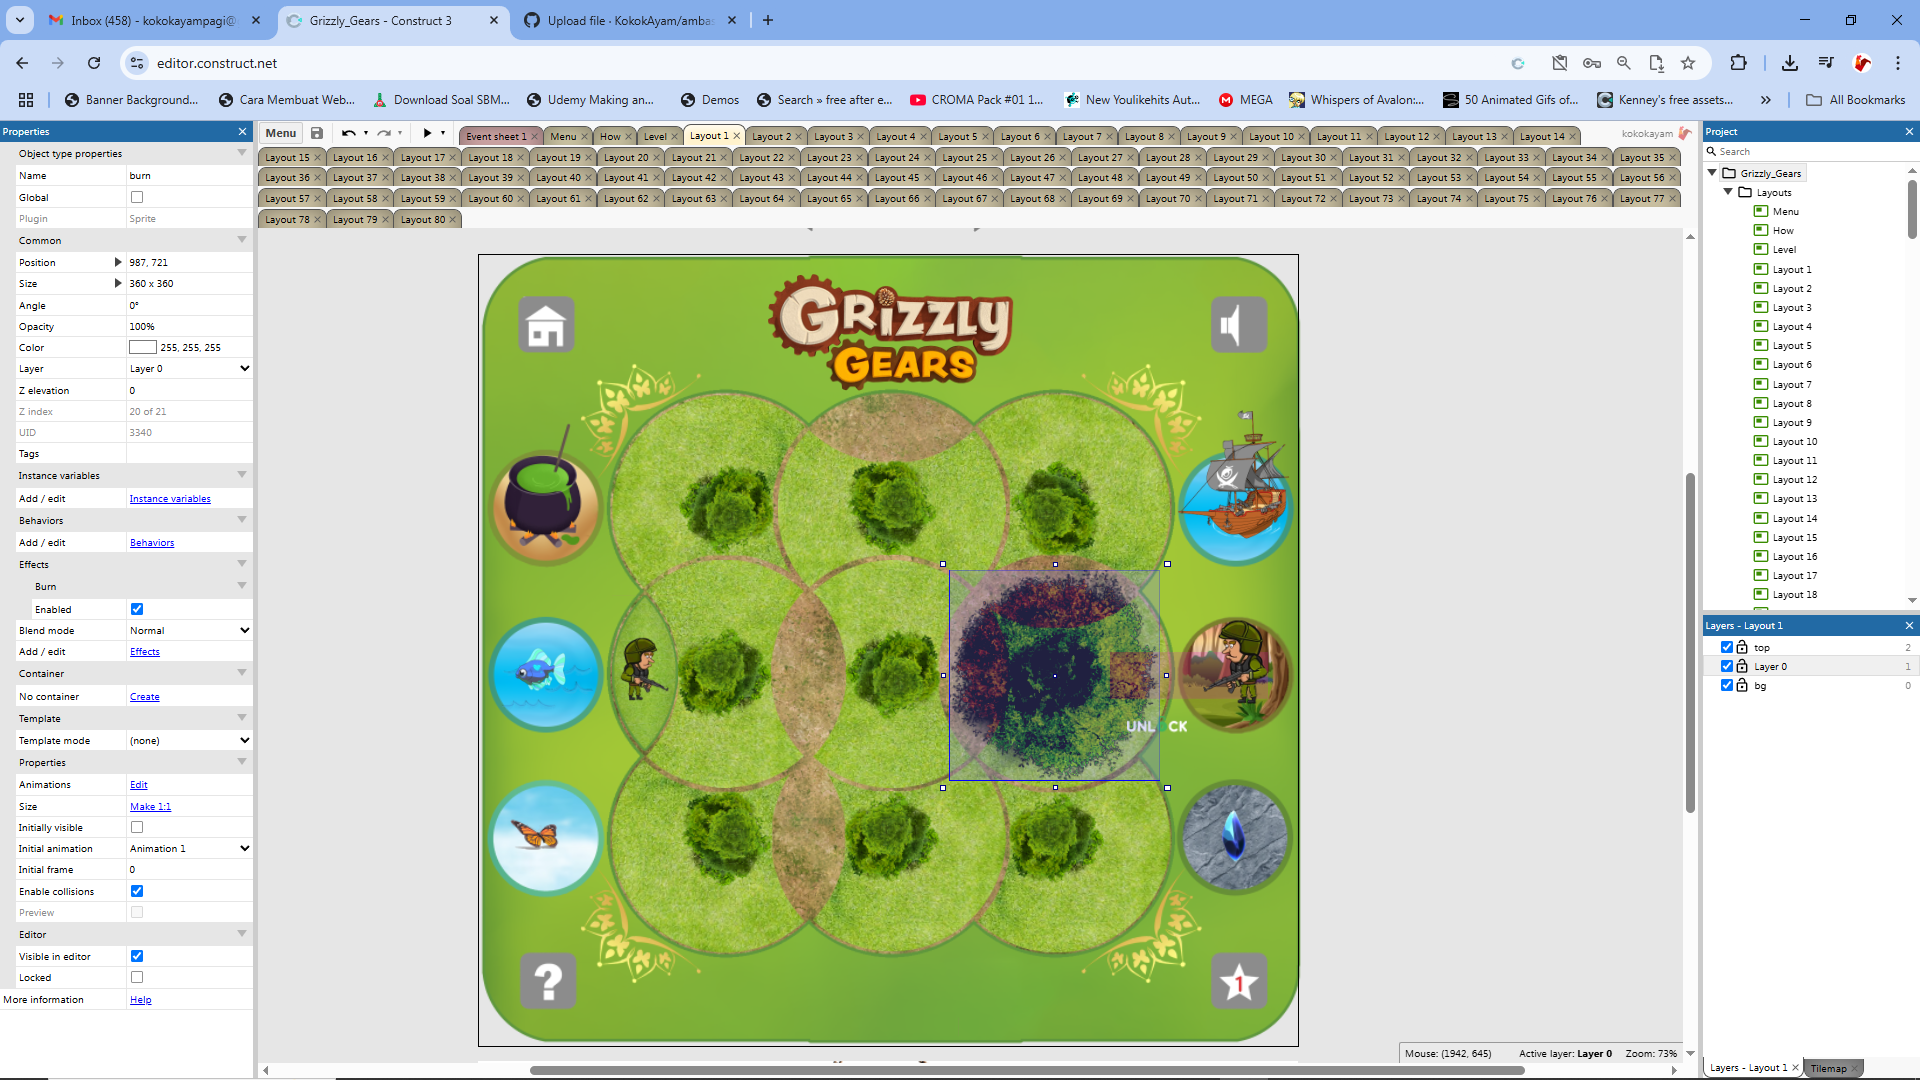 Inbox (458) - kokokayampagi@
Grizzly_Gears - Construct 3
Upload file · KokokAyam/amba
editor.construct.net
Banner Background...
Cara Membuat Web...
Download Soal SBM...
Udemy Making an...
Demos
Search » free after e...
CROMA Pack #01 1...
New Youlikehits Aut...
MEGA
Whispers of Avalon:...
50 Animated Gifs of...
Kenney's free assets...
All Bookmarks
Properties
Object type properties
Name burn
Global
Plugin Sprite
Common
Position 987, 721
Size 360 x 360
Angle 0°
Opacity 100%
Color 255, 255, 255
Layer Layer 0
Z elevation 0
Z index 20 of 21
UID 3340
Tags
Instance variables
Add / edit Instance variables
Behaviors
Add / edit Behaviors
Effects
Burn
Enabled
Blend mode Normal
Add / edit Effects
Container
No container Create
Template
Template mode (none)
Properties
Animations Edit
Size Make 1:1
Initially visible
Initial animation Animation 1
Initial frame 0
Enable collisions
Preview
Editor
Visible in editor
Locked
More information Help
Menu
Event sheet 1 Menu How Level Layout 1 Layout 2 Layout 3 Layout 4 Layout 5 Layout 6 Layout 7 Layout 8 Layout 9 Layout 10 Layout 11 Layout 12 Layout 13 Layout 14
kokokayam
Layout 15 Layout 16 Layout 17 Layout 18 Layout 19 Layout 20 Layout 21 Layout 22 Layout 23 Layout 24 Layout 25 Layout 26 Layout 27 Layout 28 Layout 29 Layout 30 Layout 31 Layout 32 Layout 33 Layout 34 Layout 35
Layout 36 Layout 37 Layout 38 Layout 39 Layout 40 Layout 41 Layout 42 Layout 43 Layout 44 Layout 45 Layout 46 Layout 47 Layout 48 Layout 49 Layout 50 Layout 51 Layout 52 Layout 53 Layout 54 Layout 55 Layout 56
Layout 57 Layout 58 Layout 59 Layout 60 Layout 61 Layout 62 Layout 63 Layout 64 Layout 65 Layout 66 Layout 67 Layout 68 Layout 69 Layout 70 Layout 71 Layout 72 Layout 73 Layout 74 Layout 75 Layout 76 Layout 77
Layout 78 Layout 79 Layout 80
GRIZZLY
GEARS
UNLOCK
?
1
Mouse: (1942, 645) Active layer: Layer 0 Zoom: 73%
Project
Search
Grizzly_Gears
Layouts
Menu
How
Level
Layout 1
Layout 2
Layout 3
Layout 4
Layout 5
Layout 6
Layout 7
Layout 8
Layout 9
Layout 10
Layout 11
Layout 12
Layout 13
Layout 14
Layout 15
Layout 16
Layout 17
Layout 18
Layers - Layout 1
top 2
Layer 0 1
bg 0
Layers - Layout 1
Tilemap